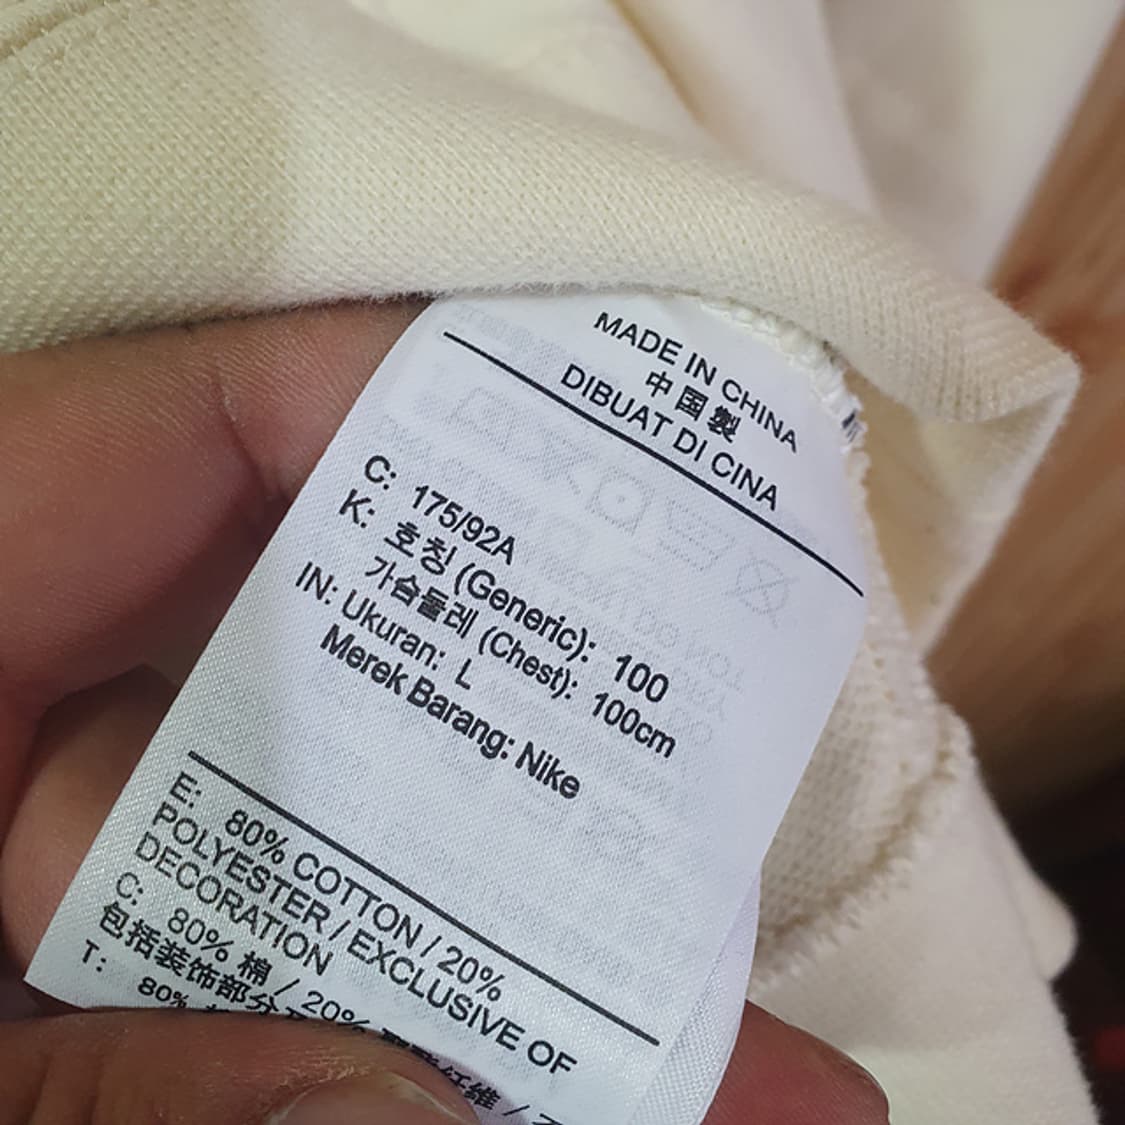 MADE IN CHINA
中国製
DIBUAT DI CINA
C: 175/92A
K: 호칭 (Generic): 100
가슴둘레 (Chest): 100cm
IN: Ukuran: L
Merek Barang: Nike
E: 80% COTTON / 20%
POLYESTER / EXCLUSIVE OF
DECORATION
C: 80% 棉 / 20%
包括装饰部分
T: 80%